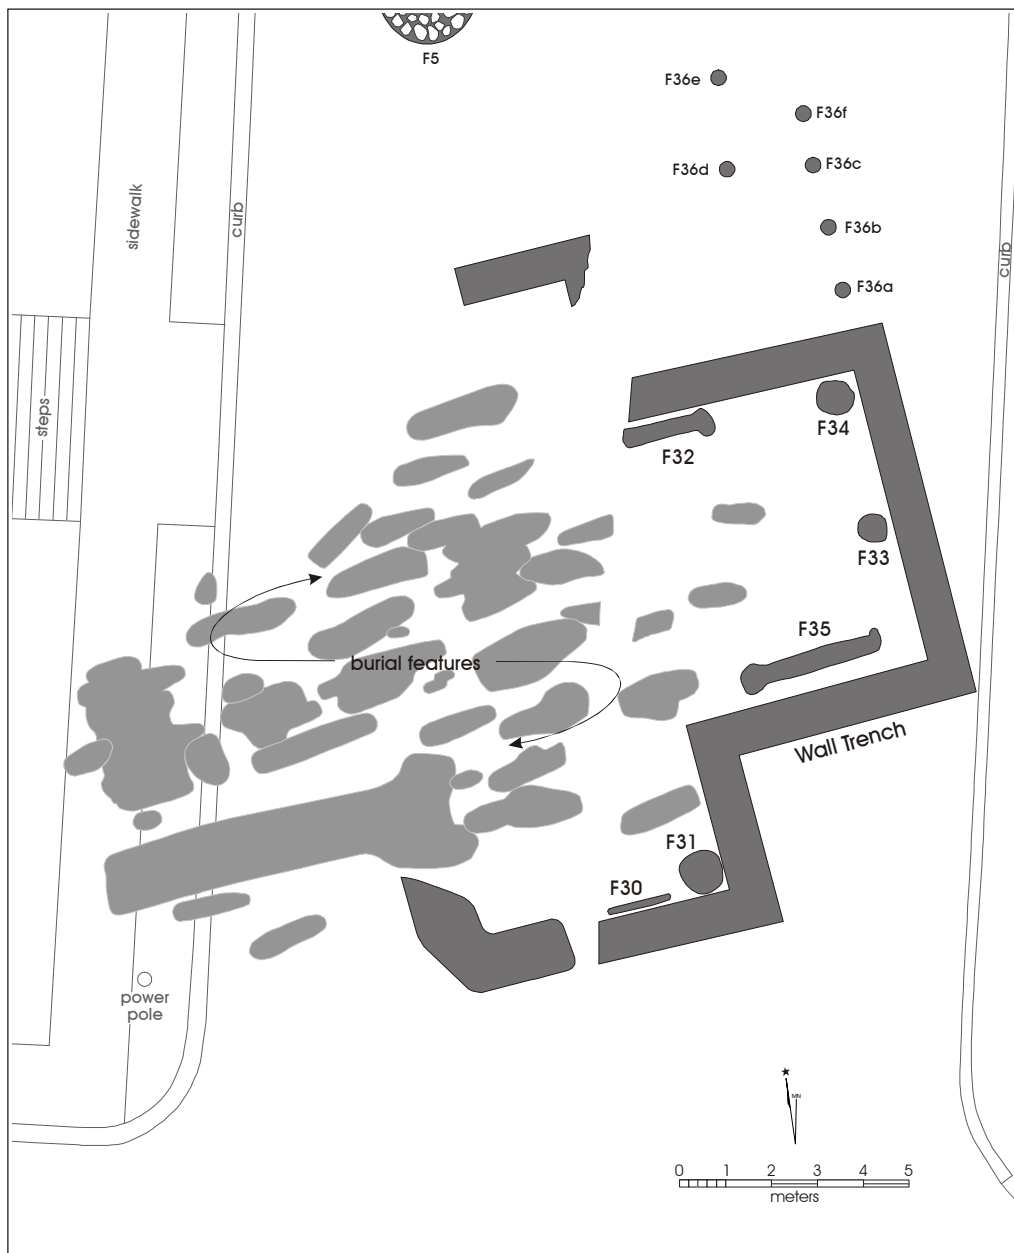 F5
F36e
F36f
F36d
F36c
sidewalk
curb
F36b
curb
F36a
steps
F34
F32
F33
F35
burial features
Wall Trench
F31
F30
power
pole
MN
0 1 2 3 4 5
meters